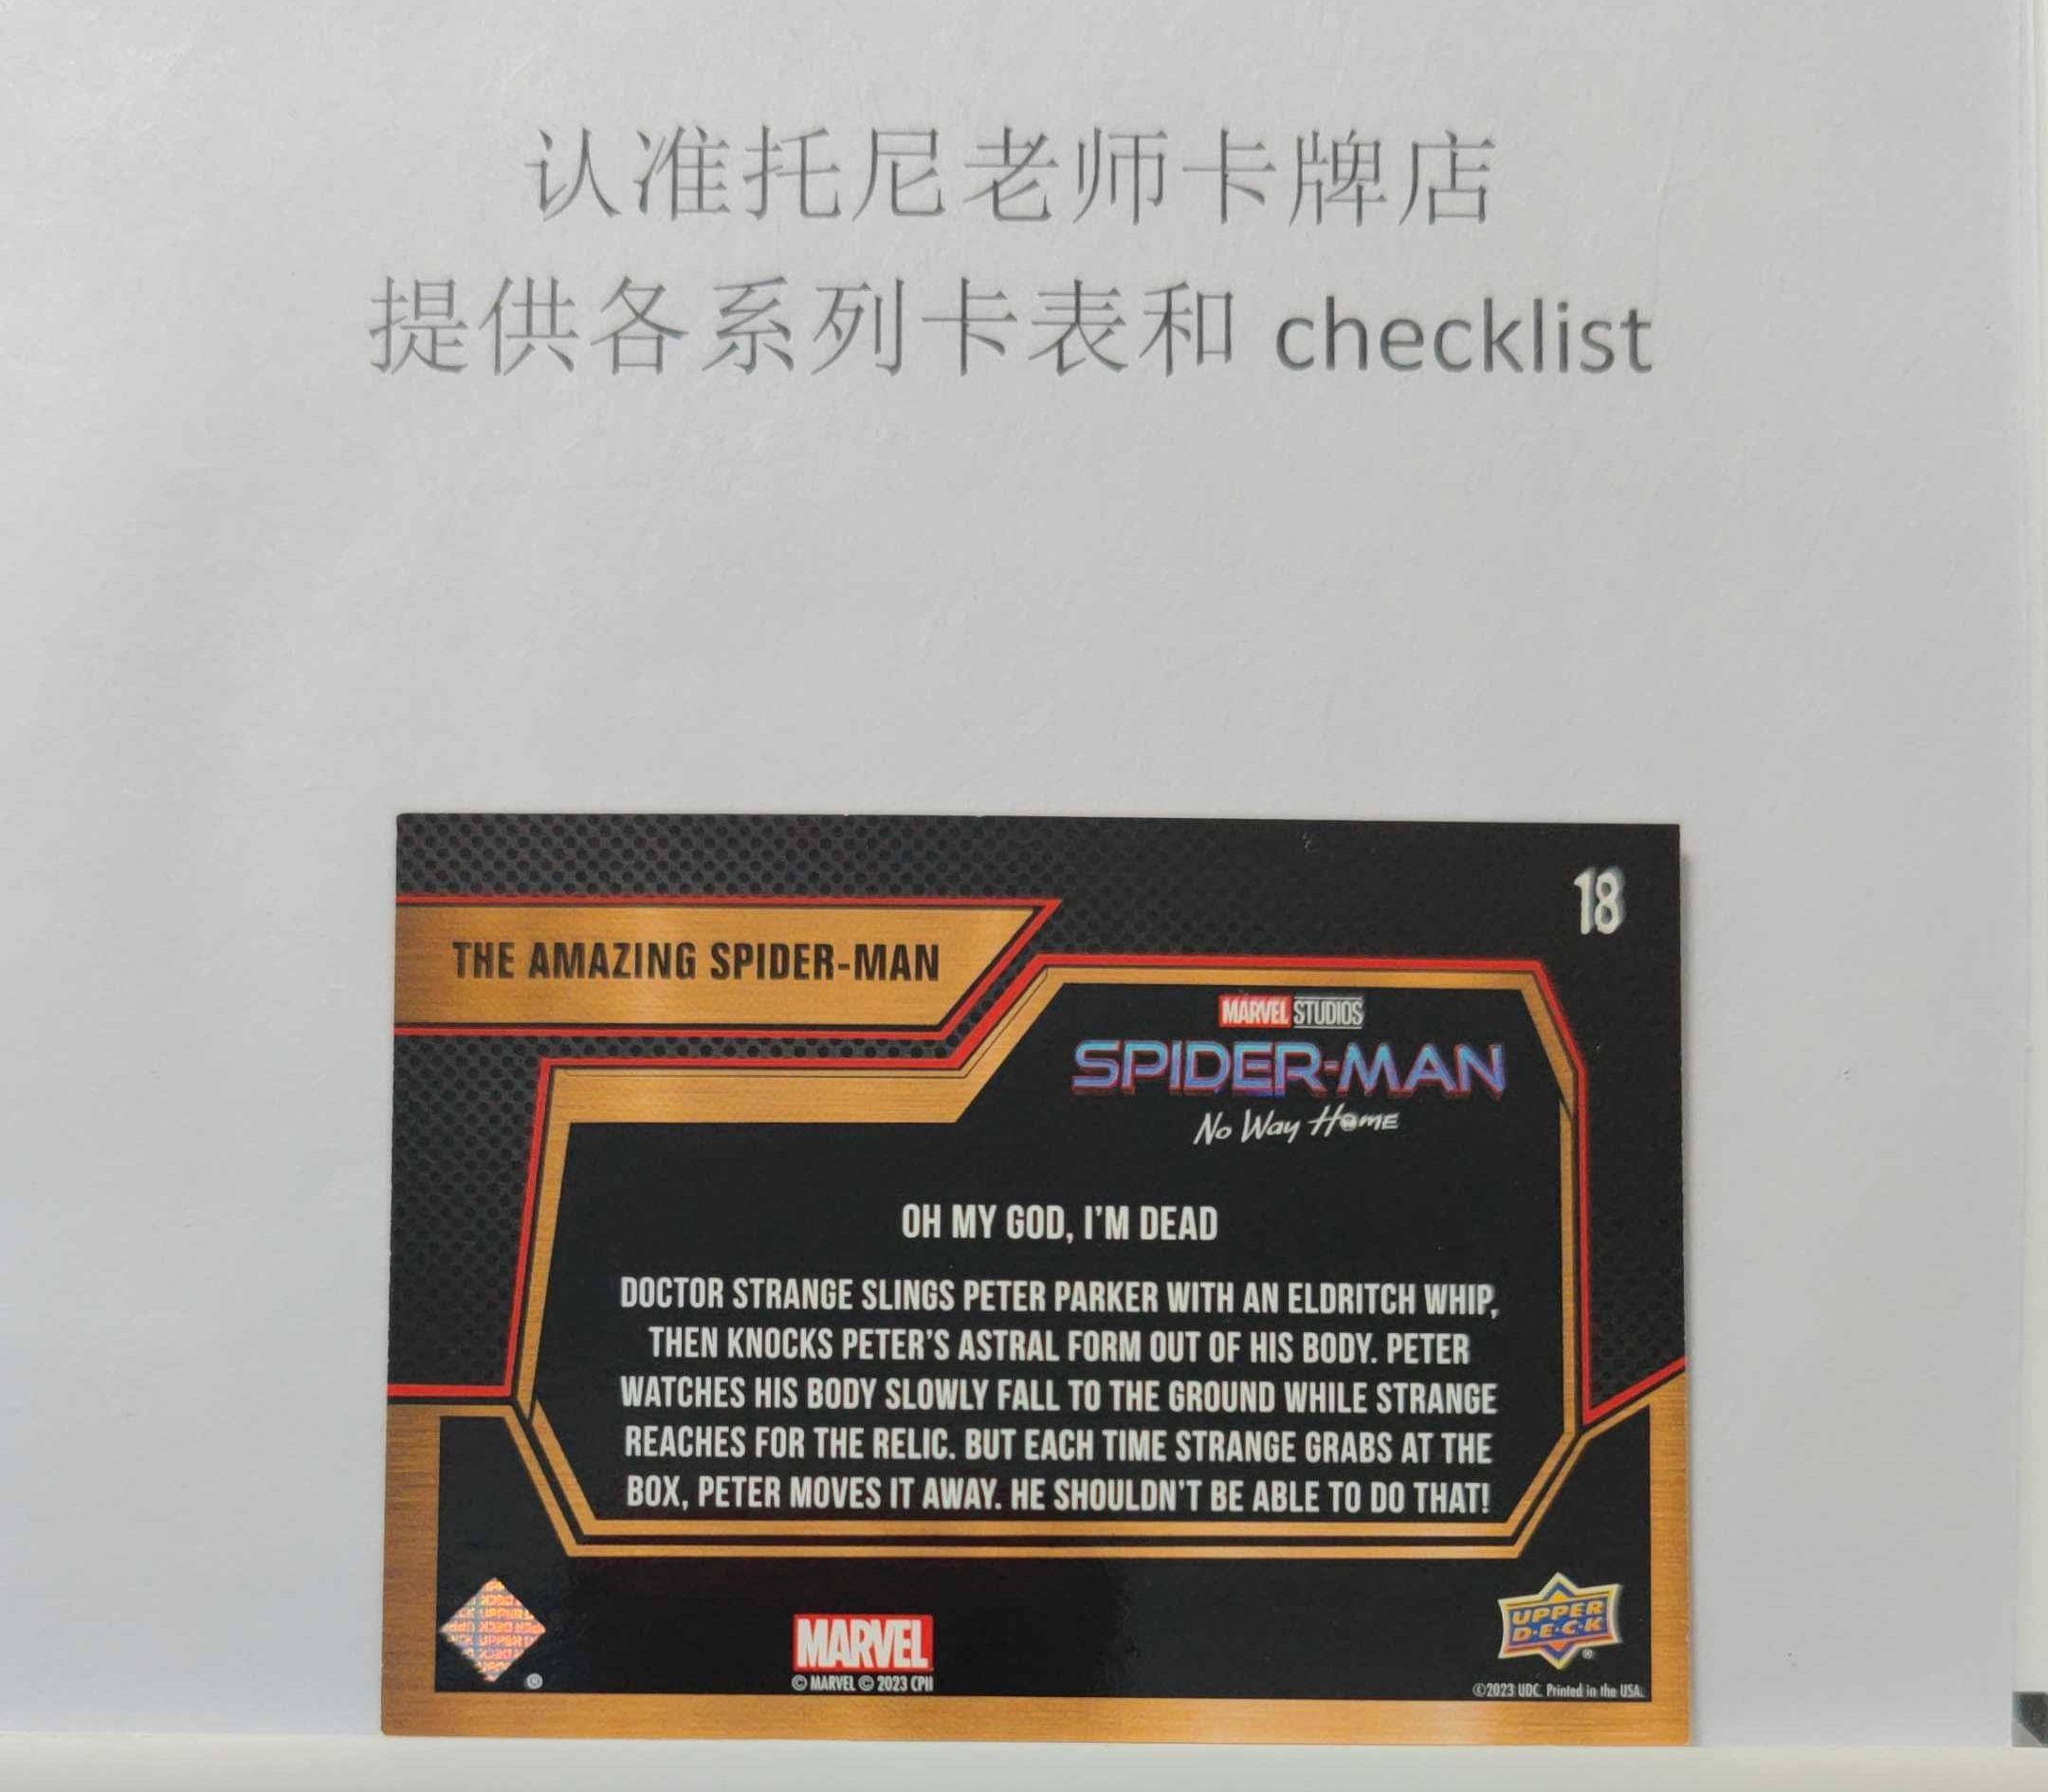 认准托尼老师卡牌店
提供各系列卡表和 checklist
18
THE AMAZING SPIDER-MAN
MARVEL STUDIOS
SPIDER-MAN
No Way Home
OH MY GOD, I'M DEAD
DOCTOR STRANGE SLINGS PETER PARKER WITH AN ELDRITCH WHIP,
THEN KNOCKS PETER'S ASTRAL FORM OUT OF HIS BODY. PETER
WATCHES HIS BODY SLOWLY FALL TO THE GROUND WHILE STRANGE
REACHES FOR THE RELIC. BUT EACH TIME STRANGE GRABS AT THE
BOX, PETER MOVES IT AWAY. HE SHOULDN'T BE ABLE TO DO THAT!
®
MARVEL
© MARVEL © 2023 CPII
UPPER
D·E·C·K
®
©2023 UDC. Printed in the USA.